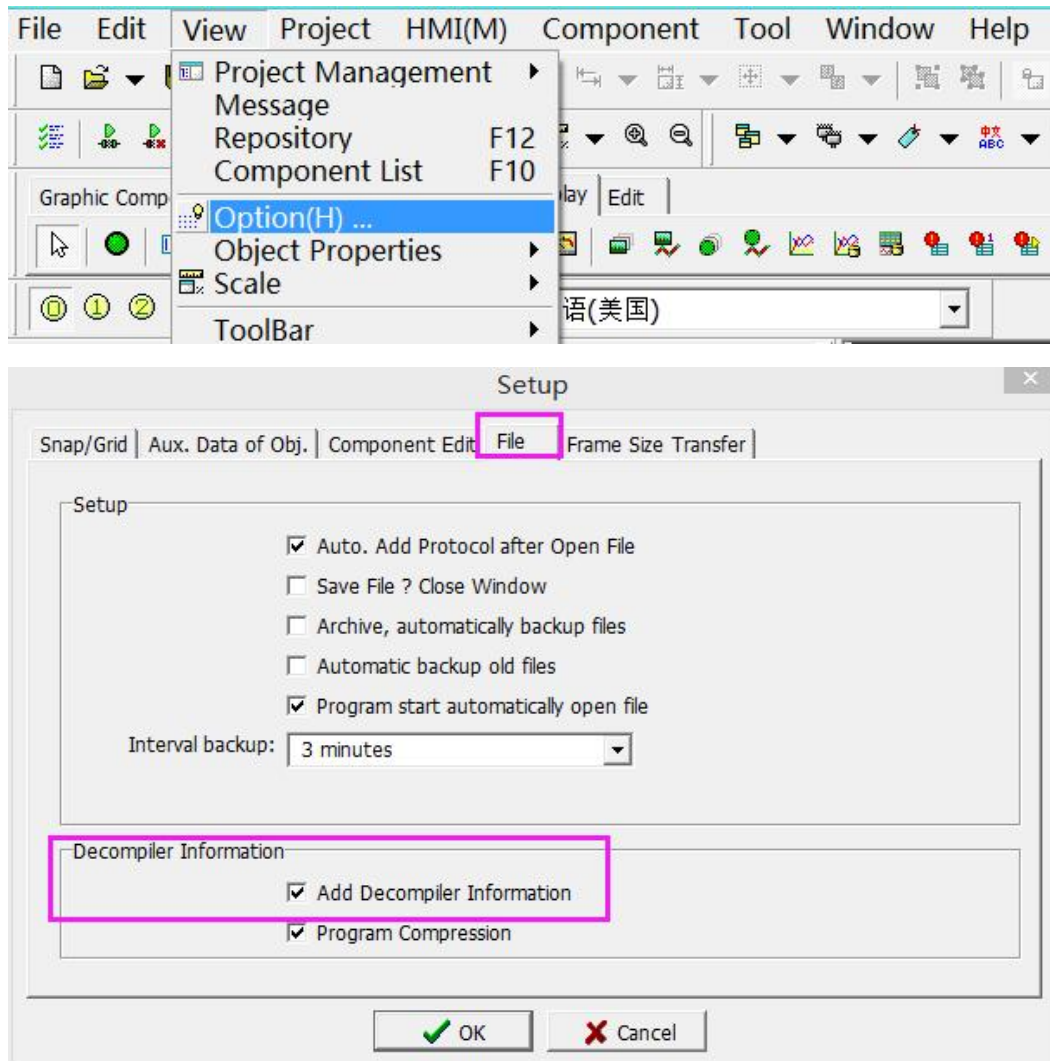 File Edit View Project HMI(M) Component Tool Window Help
Project Management
Message
Repository F12
Component List F10
Graphic Comp
lay Edit
Option(H) ...
Object Properties
Scale
语(美国)
ToolBar
Setup
Snap/Grid Aux. Data of Obj. Component Edit File Frame Size Transfer
Setup
Auto. Add Protocol after Open File
Save File ? Close Window
Archive, automatically backup files
Automatic backup old files
Program start automatically open file
Interval backup: 3 minutes
Decompiler Information
Add Decompiler Information
Program Compression
OK Cancel